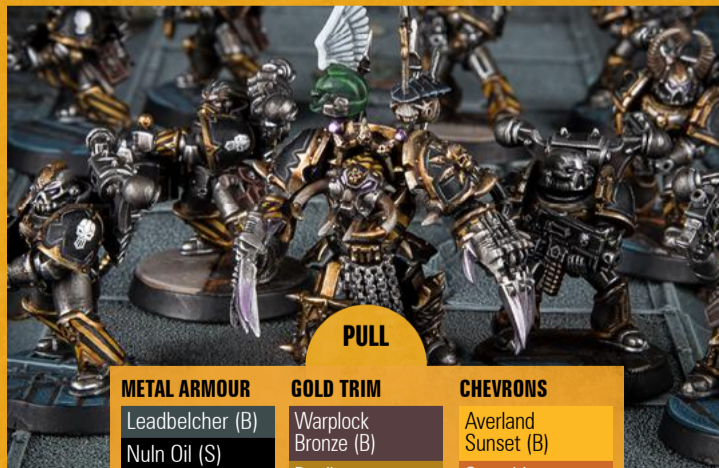 PULL
METAL ARMOUR
Leadbelcher (B)
Nuln Oil (S)
GOLD TRIM
Warplock
Bronze (B)
CHEVRONS
Averland
Sunset (B)